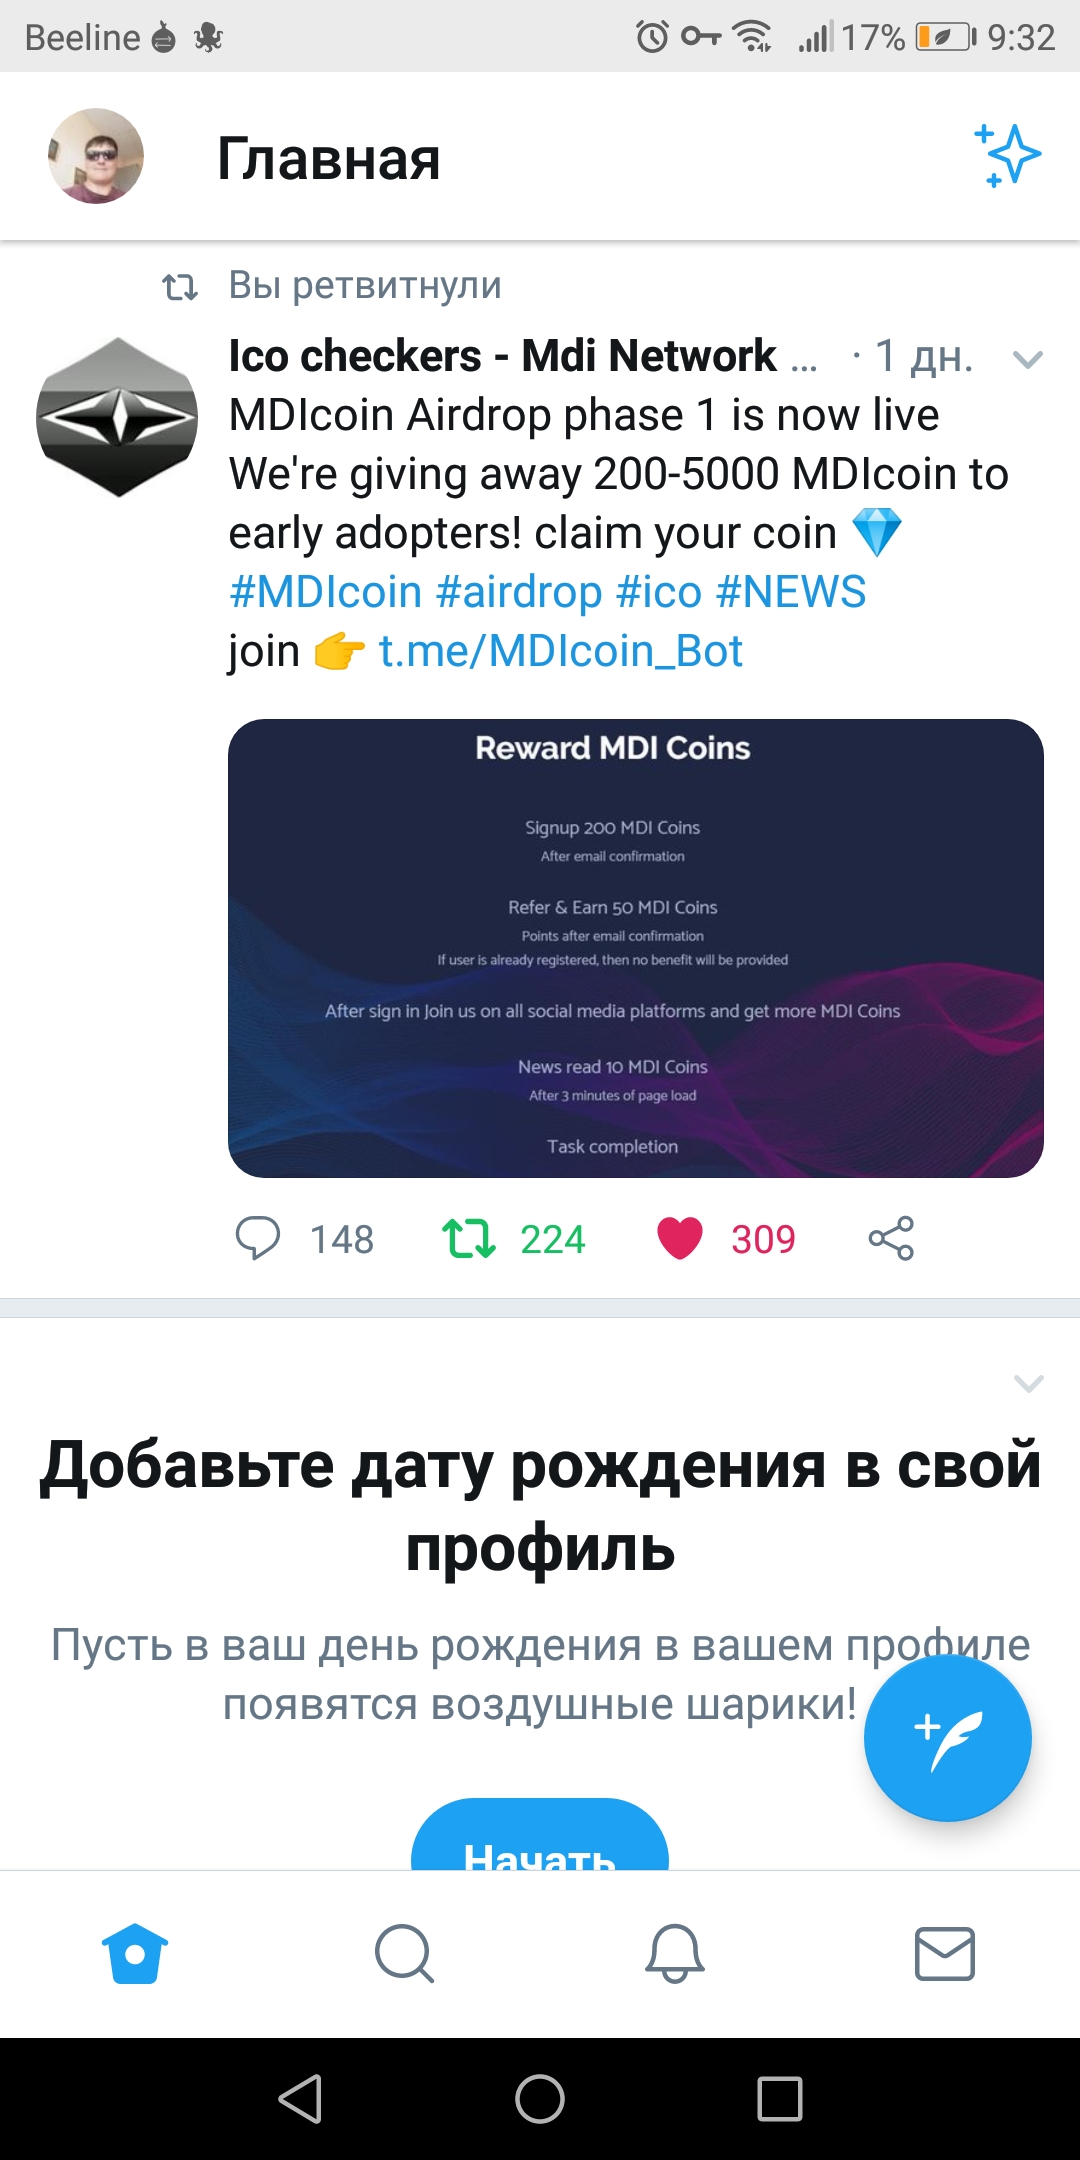 Beeline 17% 9:32
Главная
Вы ретвитнули
Ico checkers - Mdi Network ... · 1 дн.
MDIcoin Airdrop phase 1 is now live
We're giving away 200-5000 MDIcoin to
early adopters! claim your coin 💎
#MDIcoin #airdrop #ico #NEWS
join 👉 t.me/MDIcoin_Bot
Reward MDI Coins
Signup 200 MDI Coins
After email confirmation
Refer & Earn 50 MDI Coins
Points after email confirmation
If user is already registered, then no benefit will be provided
After sign in Join us on all social media platforms and get more MDI Coins
News read 10 MDI Coins
After 3 minutes of page load
Task completion
148 224 309
Добавьте дату рождения в свой
профиль
Пусть в ваш день рождения в вашем профиле
появятся воздушные шарики!
Начать